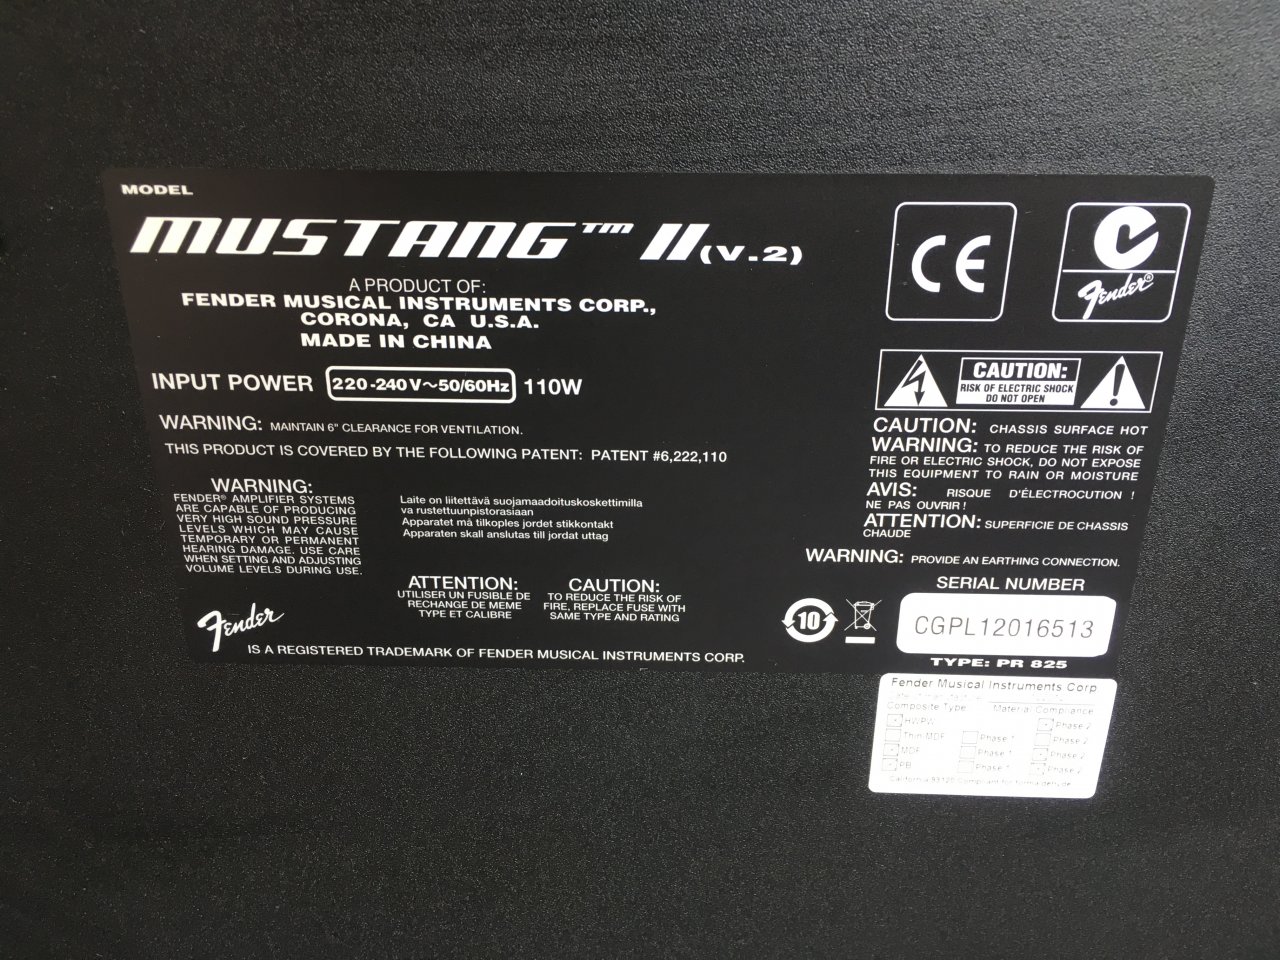 MODEL
MUSTANG™ II (V.2)
A PRODUCT OF:
FENDER MUSICAL INSTRUMENTS CORP.,
CORONA, CA U.S.A.
MADE IN CHINA
INPUT POWER 220-240V~50/60Hz 110W
WARNING: MAINTAIN 6" CLEARANCE FOR VENTILATION.
THIS PRODUCT IS COVERED BY THE FOLLOWING PATENT: PATENT #6,222,110
WARNING:
FENDER® AMPLIFIER SYSTEMS
ARE CAPABLE OF PRODUCING
VERY HIGH SOUND PRESSURE
LEVELS WHICH MAY CAUSE
TEMPORARY OR PERMANENT
HEARING DAMAGE. USE CARE
WHEN SETTING AND ADJUSTING
VOLUME LEVELS DURING USE.
Laite on liitettävä suojamaadoituskoskettimilla
va rustettuunpistorasiaan
Apparatet må tilkoples jordet stikkontakt
Apparaten skall anslutas till jordat uttag
ATTENTION:
UTILISER UN FUSIBLE DE
RECHANGE DE MEME
TYPE ET CALIBRE
CAUTION:
TO REDUCE THE RISK OF
FIRE, REPLACE FUSE WITH
SAME TYPE AND RATING
Fender
IS A REGISTERED TRADEMARK OF FENDER MUSICAL INSTRUMENTS CORP.
CE
Fender®
CAUTION:
RISK OF ELECTRIC SHOCK
DO NOT OPEN
CAUTION: CHASSIS SURFACE HOT
WARNING: TO REDUCE THE RISK OF
FIRE OR ELECTRIC SHOCK, DO NOT EXPOSE
THIS EQUIPMENT TO RAIN OR MOISTURE
AVIS: RISQUE D'ÉLECTROCUTION !
NE PAS OUVRIR !
ATTENTION: SUPERFICIE DE CHASSIS
CHAUDE
WARNING: PROVIDE AN EARTHING CONNECTION.
SERIAL NUMBER
10
CGPL12016513
TYPE: PR 825
Fender Musical Instruments Corp
Composite Type Material Compliance
HWPW Phase 2
Thin MDF Phase 1 Phase 2
MDF Phase 1 Phase 2
PB Phase 1 Phase 2